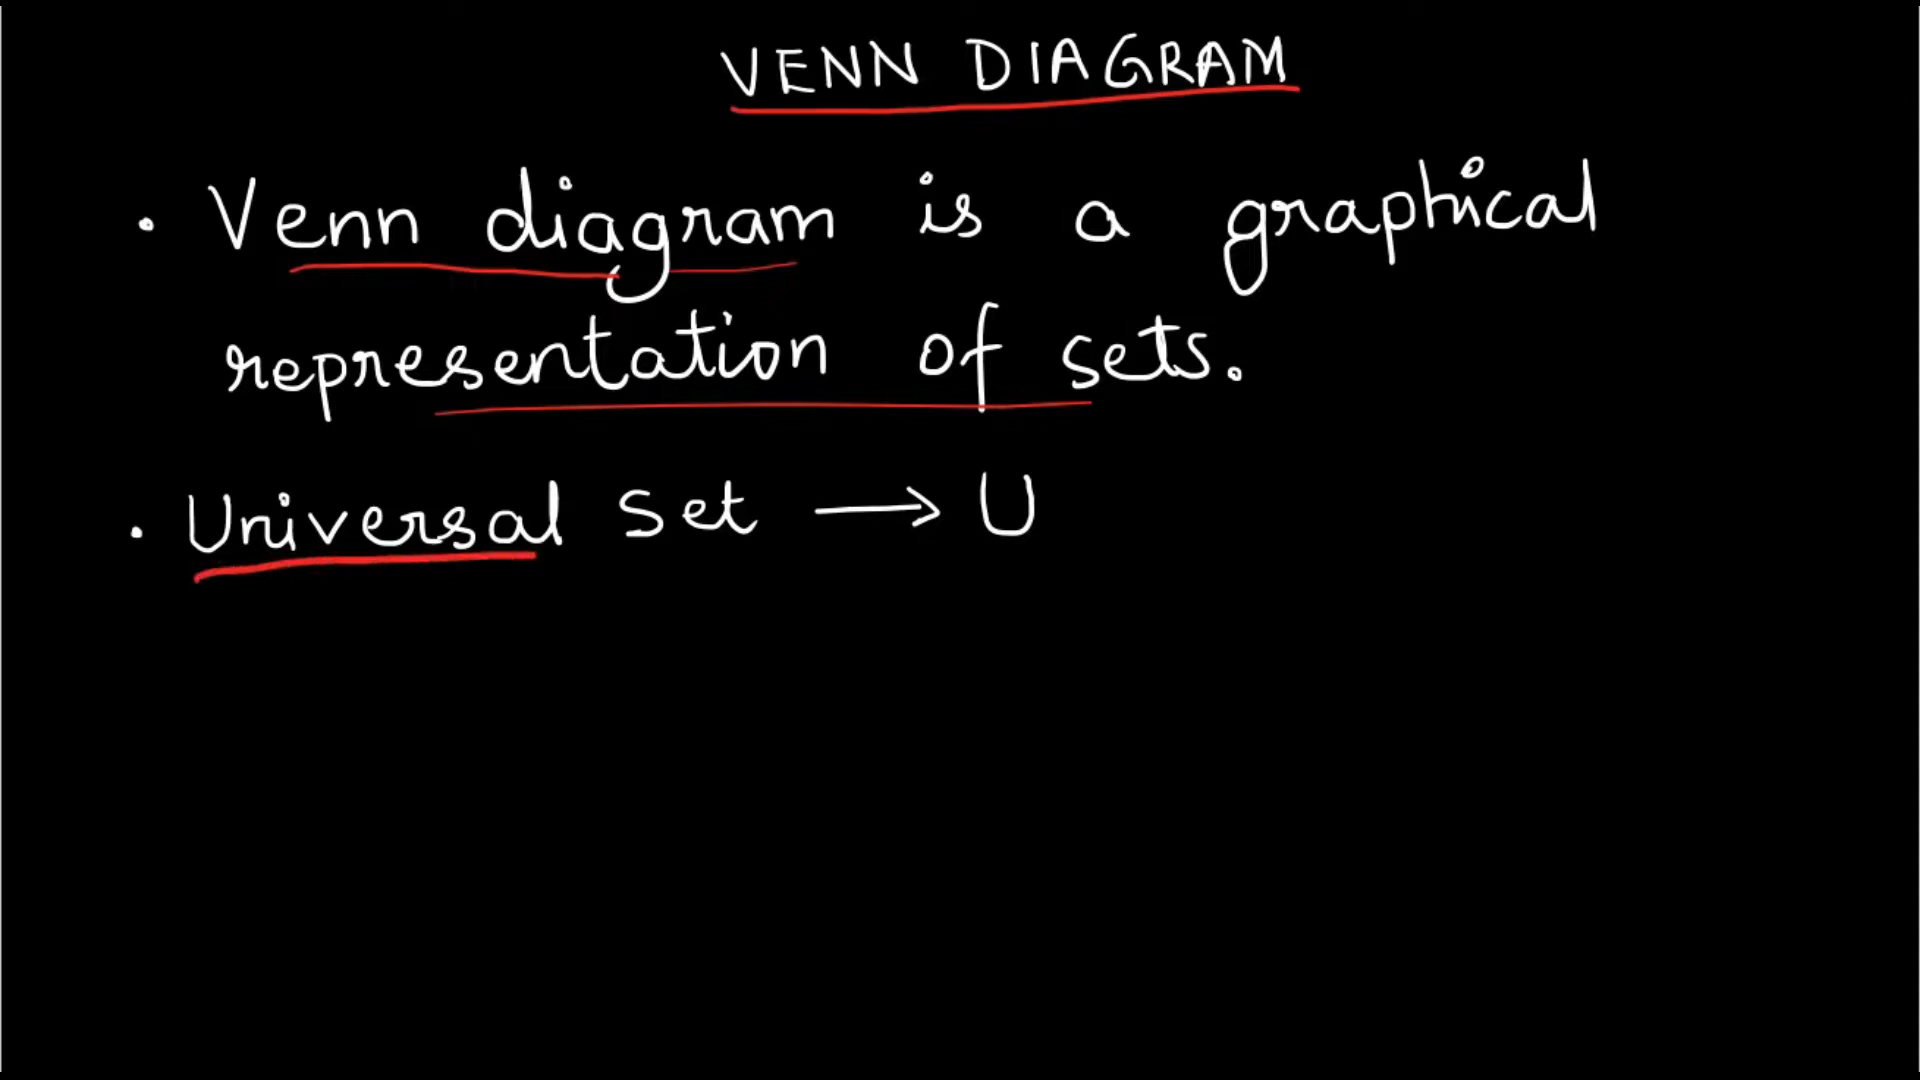 VENN DIAGRAM
• Venn diagram is a graphical
representation of sets.
• Universal Set → U